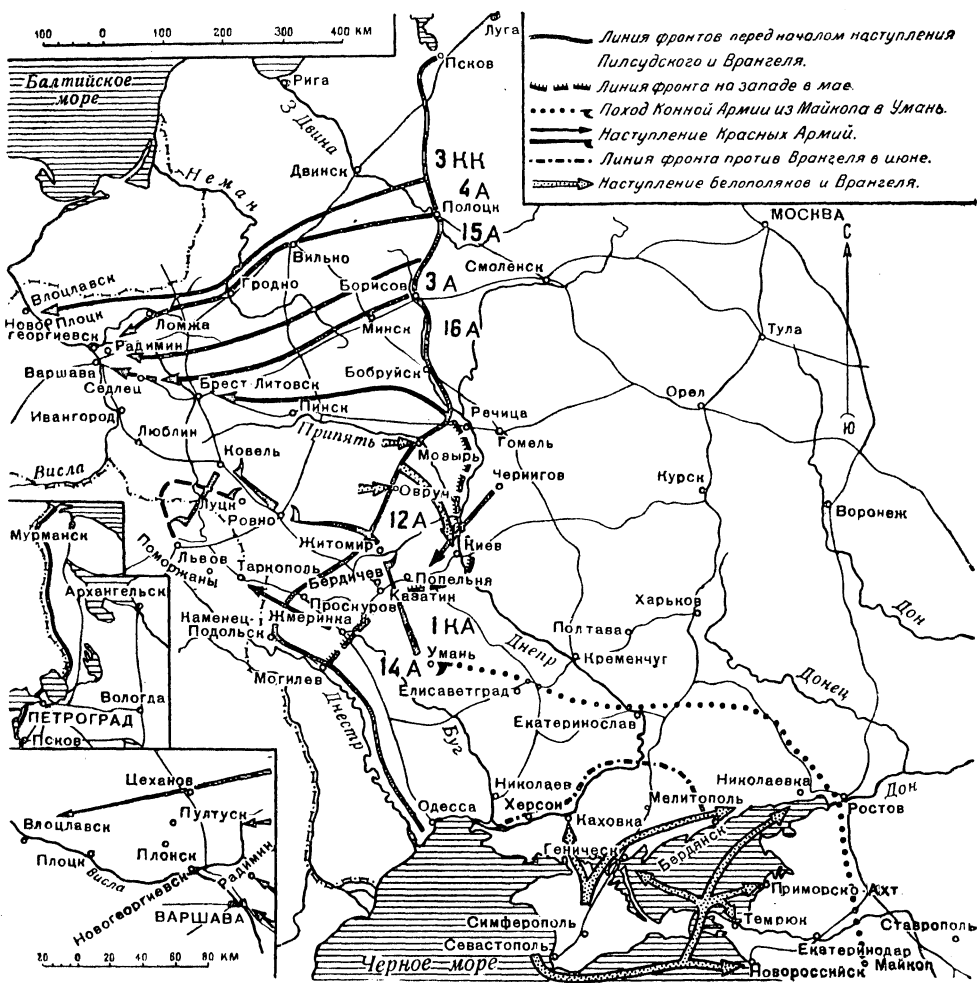 100 0 100 200 300 400 КМ
Линия фронтов перед началом наступления
Пилсудского и Врангеля.
Линия фронта на западе в мае.
Поход Конной Армии из Майкопа в Умань.
Наступление Красных Армий.
Линия фронта против Врангеля в июне.
Наступление белополяков и Врангеля.
Луга
Псков
Балтийское
море
Рига
З. Двина
Двинск
3 КК
4 А
Неман
Полоцк
15 А
МОСКВА
С
Ю
Вильно
Смоленск
Влоцлавск
Гродно
Борисов
3 А
Плоцк
Ново
георгиевск
Ломжа
Минск
16 А
Тула
Радимин
Варшава
Седлец
Брест-Литовск
Бобруйск
Орел
Ивангород
Пинск
Речица
Гомель
Люблин
Припять
Мозырь
Висла
Ковель
Чернигов
Курск
Луцк
Овруч
Ровно
12 А
Воронеж
Мурманск
Житомир
Киев
Львов
Поморжаны
Тарнополь
Бердичев
Попельня
Архангельск
Казатин
Проскуров
Харьков
Дон
Каменец-
Подольск
Жмеринка
1 КА
Полтава
Днепр
Умань
Кременчуг
14 А
Могилев
Елисаветград
Донец
Вологда
ПЕТРОГРАД
Псков
Днестр
Буг
Екатеринослав
Цеханов
Николаев
Николаевка
Дон
Херсон
Мелитополь
Ростов
Одесса
Каховка
Влоцлавск
Пултуск
Бердянск
Геническ
Плоцк
Плонск
Висла
Радимин
Новогеоргиевск
ВАРШАВА
Приморско-Ахт.
Симферополь
Темрюк
Ставрополь
Севастополь
Екатеринодар
Черное море
Новороссийск
Майкоп
20 0 20 40 60 80 КМ